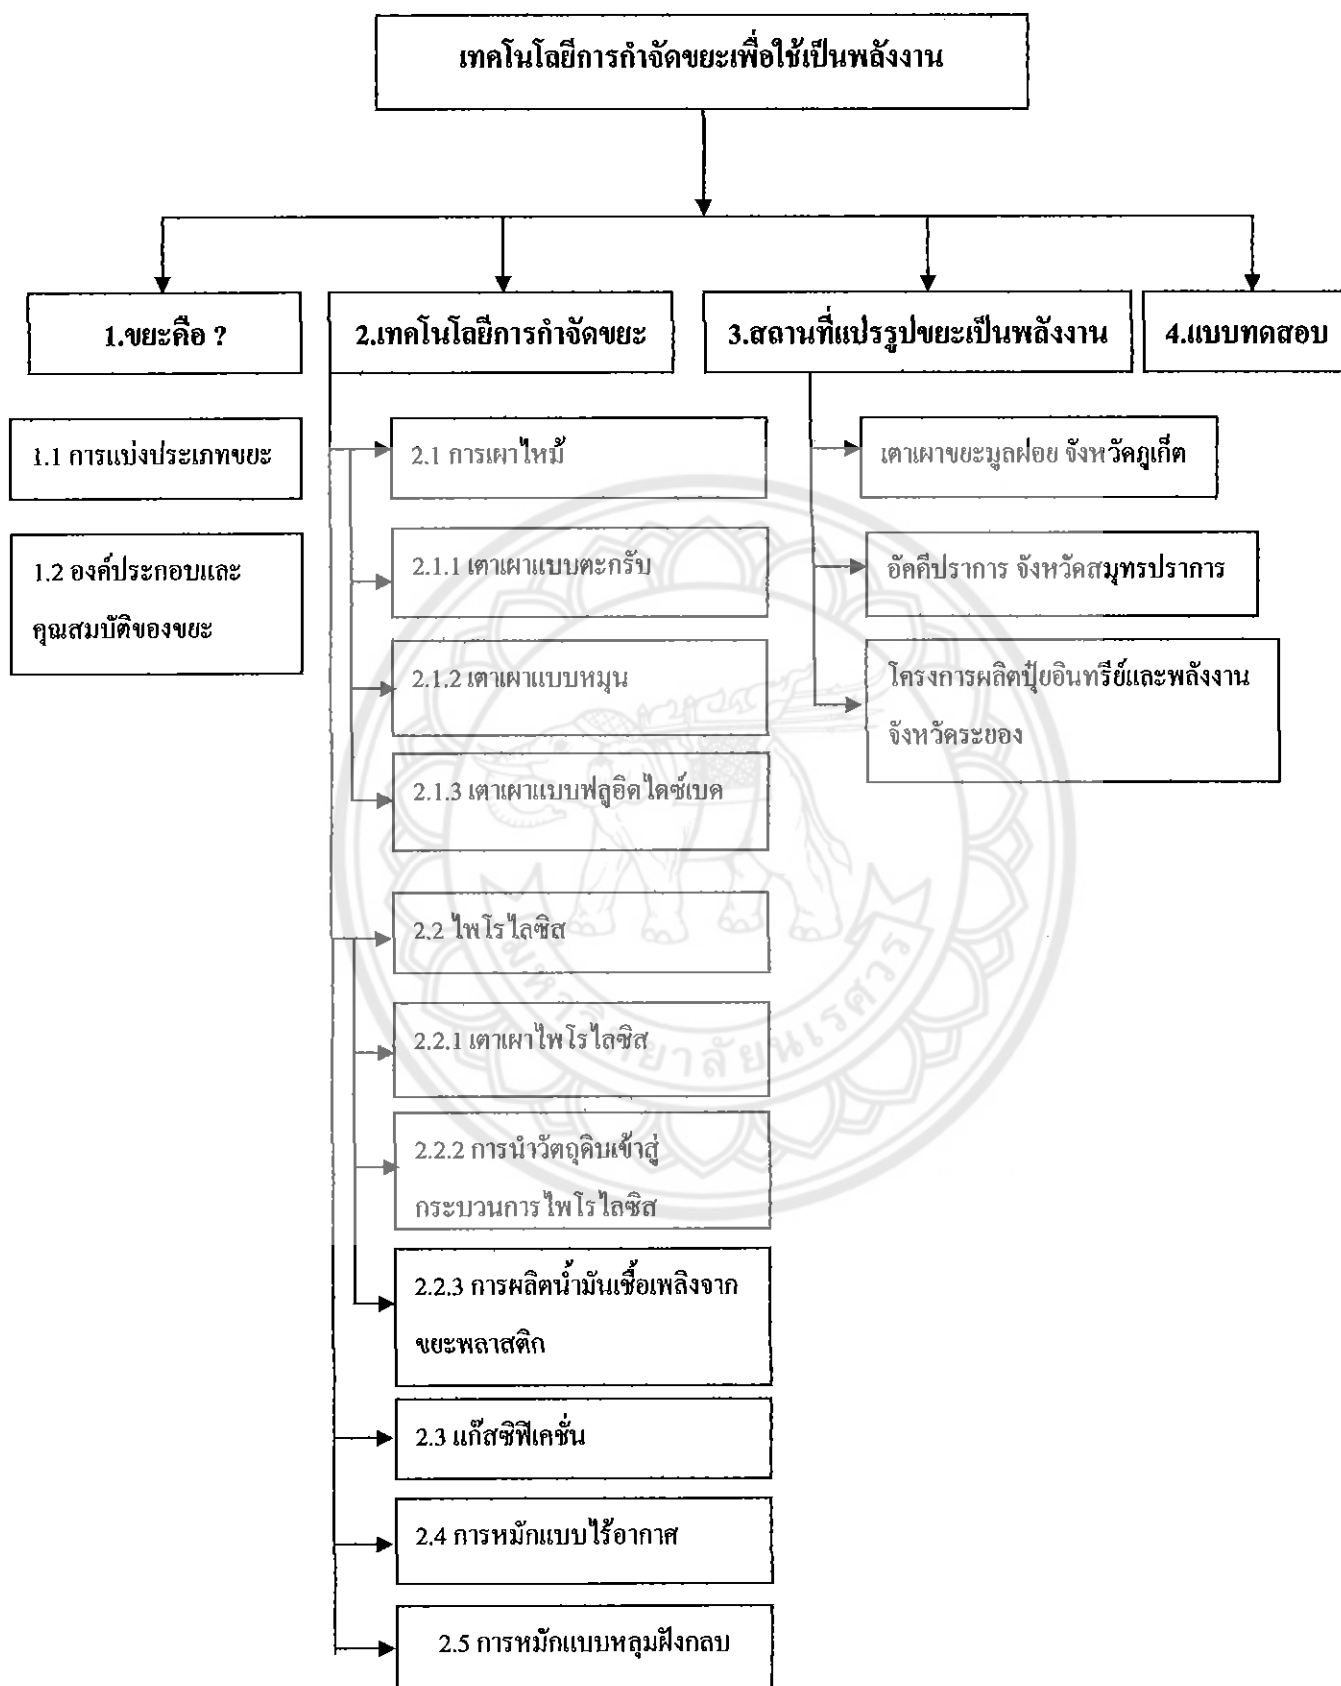 เทคโนโลยีการกำจัดขยะเพื่อใช้เป็นพลังงาน
1.ขยะคือ ?
2.เทคโนโลยีการกำจัดขยะ
3.สถานที่แปรรูปขยะเป็นพลังงาน
4.แบบทดสอบ
1.1 การแบ่งประเภทขยะ
1.2 องค์ประกอบและ
คุณสมบัติของขยะ
2.1 การเผาไหม้
2.1.1 เตาเผาแบบตะกรับ
2.1.2 เตาเผาแบบหมุน
2.1.3 เตาเผาแบบฟลูอิดไดซ์เบด
2.2 ไพโรไลซิส
2.2.1 เตาเผาไพโรไลซิส
2.2.2 การนำวัตถุดิบเข้าสู่
กระบวนการไพโรไลซิส
2.2.3 การผลิตน้ำมันเชื้อเพลิงจาก
ขยะพลาสติก
2.3 แก๊สซิฟิเคชั่น
2.4 การหมักแบบไร้อากาศ
2.5 การหมักแบบหลุมฝังกลบ
เตาเผาขยะมูลฝอย จังหวัดภูเก็ต
อัคคีปราการ จังหวัดสมุทรปราการ
โครงการผลิตปุ๋ยอินทรีย์และพลังงาน
จังหวัดระยอง
มหาวิทยาลัยนเรศวร